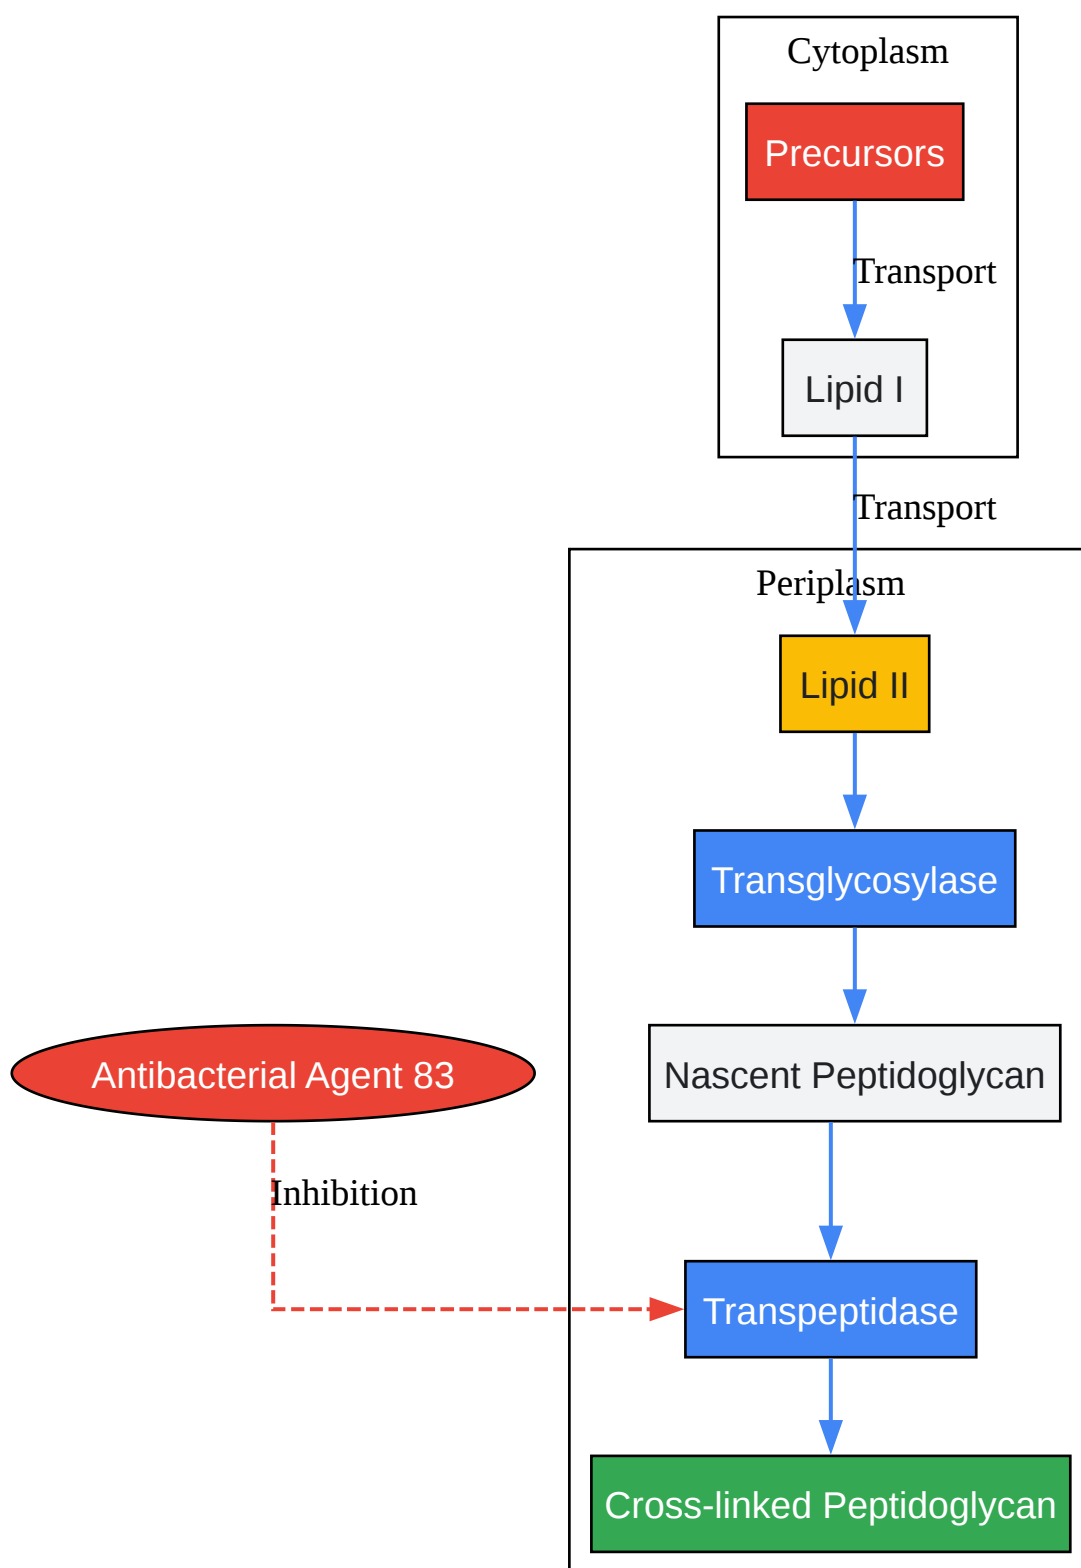 Cytoplasm
Precursors
Transport
Lipid I
Transport
Periplasm
Lipid II
Transglycosylase
Nascent Peptidoglycan
Antibacterial Agent 83
Inhibition
Transpeptidase
Cross-linked Peptidoglycan